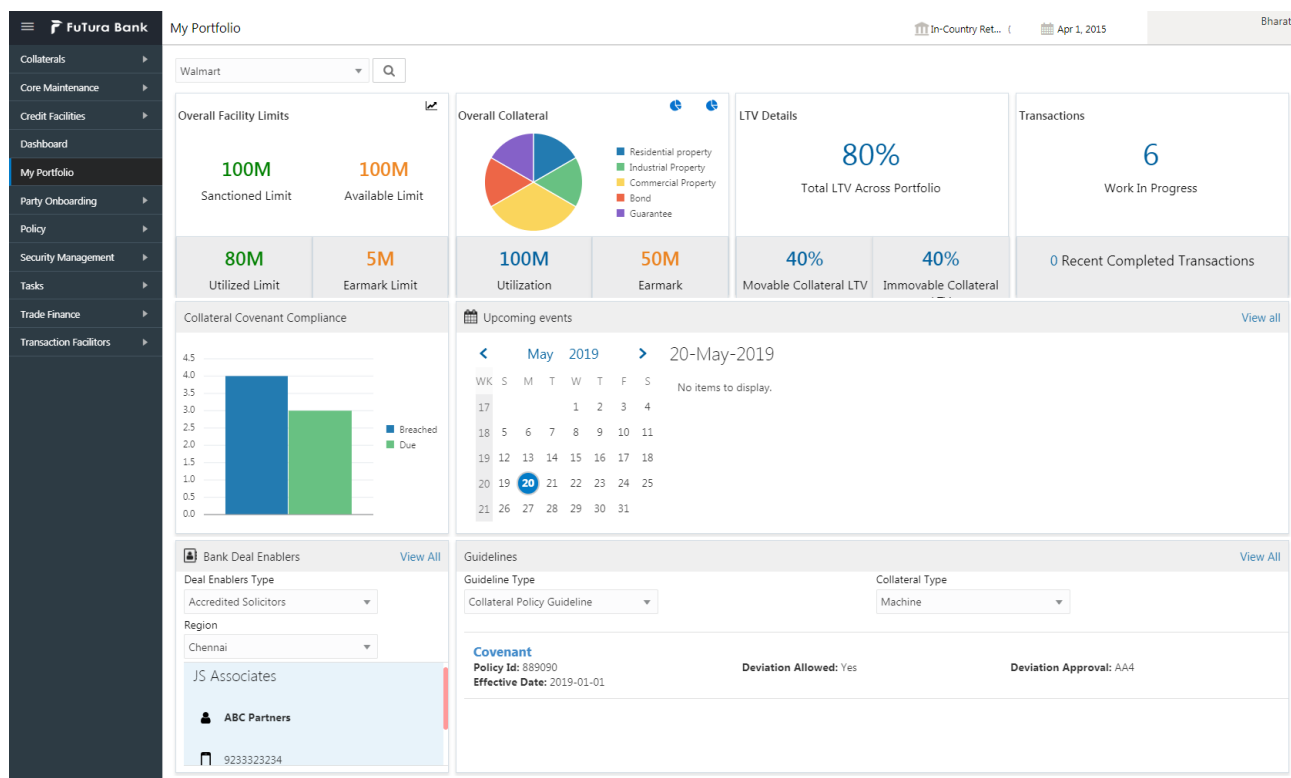 FuTura Bank
My Portfolio
In-Country Ret... (
Apr 1, 2015
Bharat
Collaterals
Core Maintenance
Credit Facilities
Dashboard
My Portfolio
Party Onboarding
Policy
Security Management
Tasks
Trade Finance
Transaction Facilitors
Walmart
Overall Facility Limits
100M
Sanctioned Limit
100M
Available Limit
80M
Utilized Limit
5M
Earmark Limit
Overall Collateral
Residential property
Industrial Property
Commercial Property
Bond
Guarantee
100M
Utilization
50M
Earmark
LTV Details
80%
Total LTV Across Portfolio
40%
Movable Collateral LTV
40%
Immovable Collateral
Transactions
6
Work In Progress
0 Recent Completed Transactions
Collateral Covenant Compliance
4.5
4.0
3.5
3.0
2.5
2.0
1.5
1.0
0.5
0.0
Breached
Due
Upcoming events
View all
May 2019
WK S M T W T F S
17 1 2 3 4
18 5 6 7 8 9 10 11
19 12 13 14 15 16 17 18
20 19 20 21 22 23 24 25
21 26 27 28 29 30 31
20-May-2019
No items to display.
Bank Deal Enablers
View All
Deal Enablers Type
Accredited Solicitors
Region
Chennai
JS Associates
ABC Partners
9233323234
Guidelines
View All
Guideline Type
Collateral Policy Guideline
Collateral Type
Machine
Covenant
Policy Id: 889090
Effective Date: 2019-01-01
Deviation Allowed: Yes
Deviation Approval: AA4